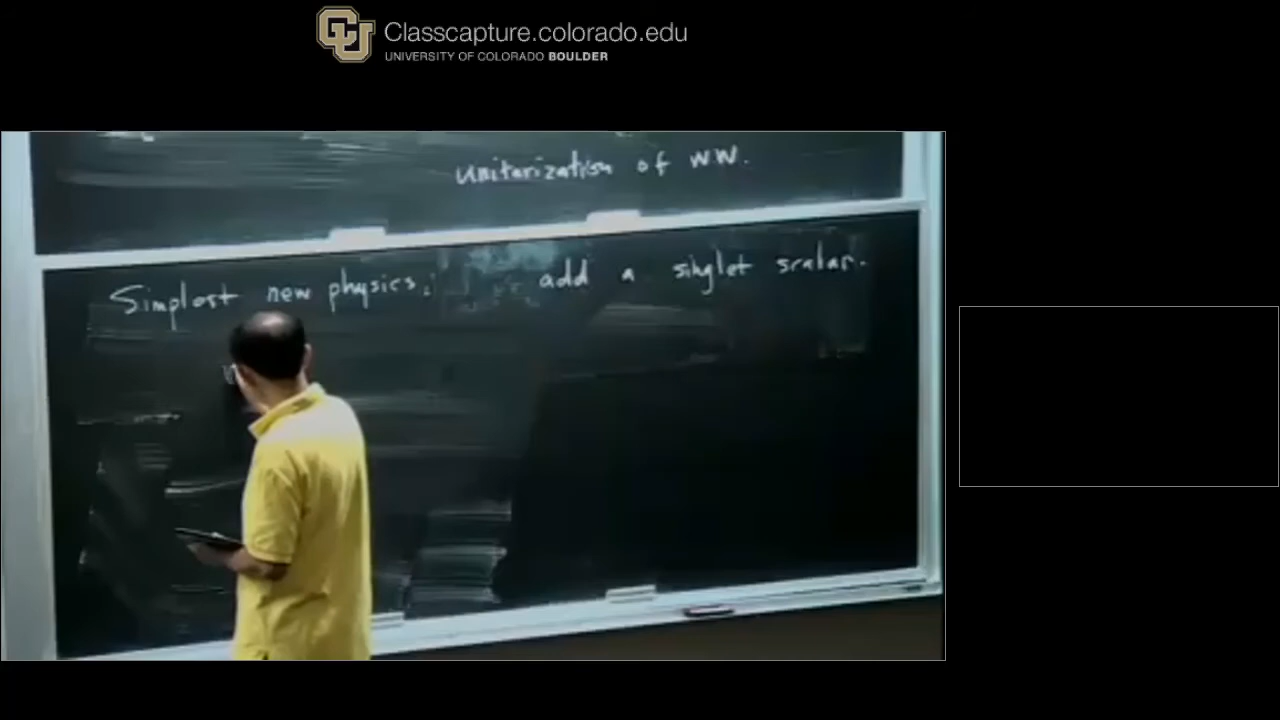 Classcapture.colorado.edu
UNIVERSITY OF COLORADO BOULDER
unitarization of WW.
Simplest new physics: add a singlet scalar.